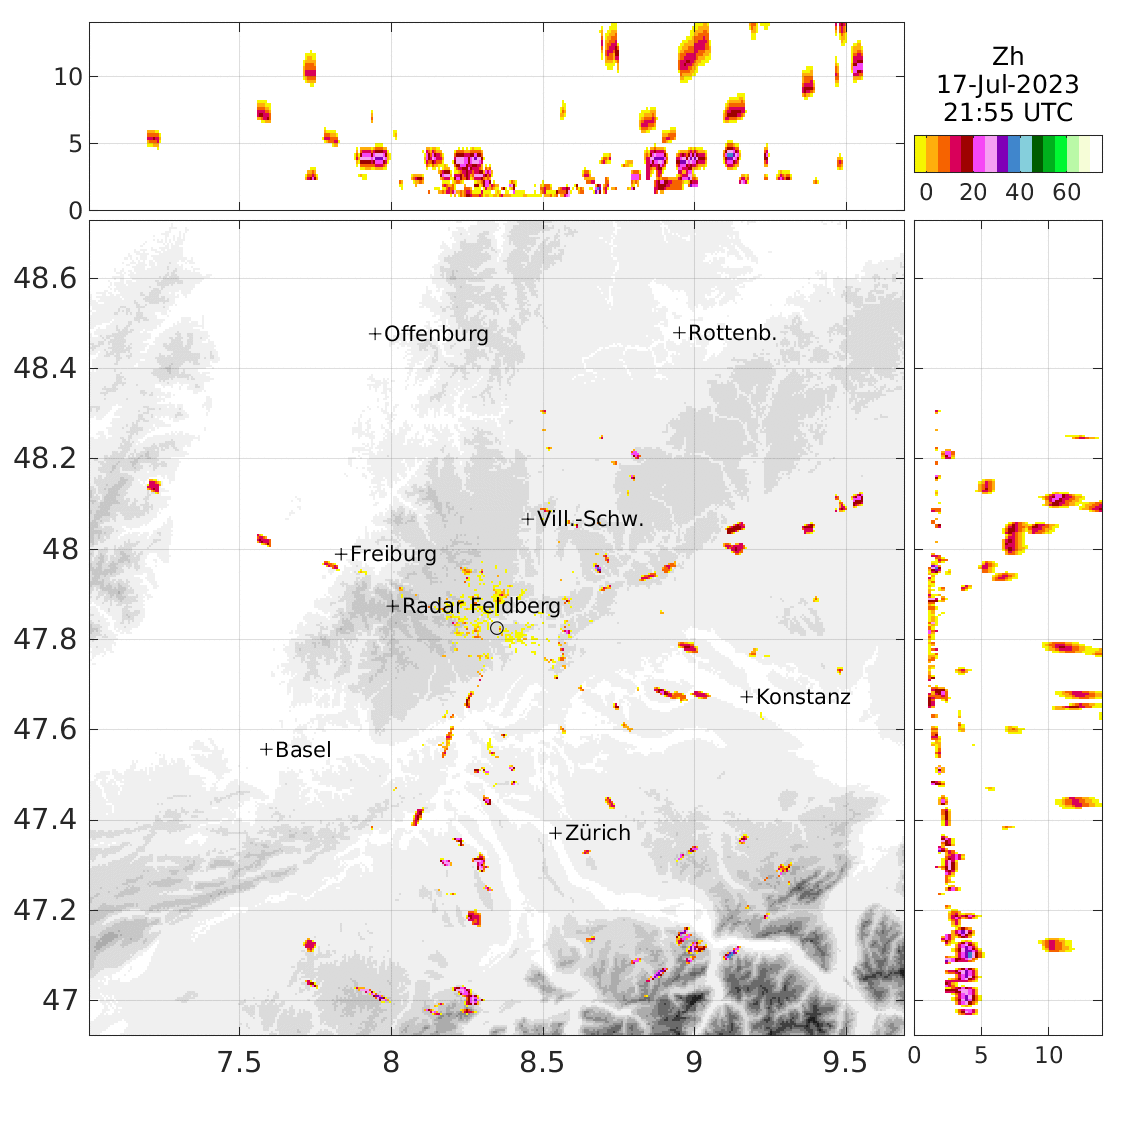 10
5
0
Zh
17-Jul-2023
21:55 UTC
0 20 40 60
48.6
48.4
48.2
48
47.8
47.6
47.4
47.2
47
+Offenburg
+Rottenb.
+Vill.-Schw.
+Freiburg
+Radar Feldberg
+Konstanz
+Basel
+Zürich
7.5 8 8.5 9 9.5
0 5 10